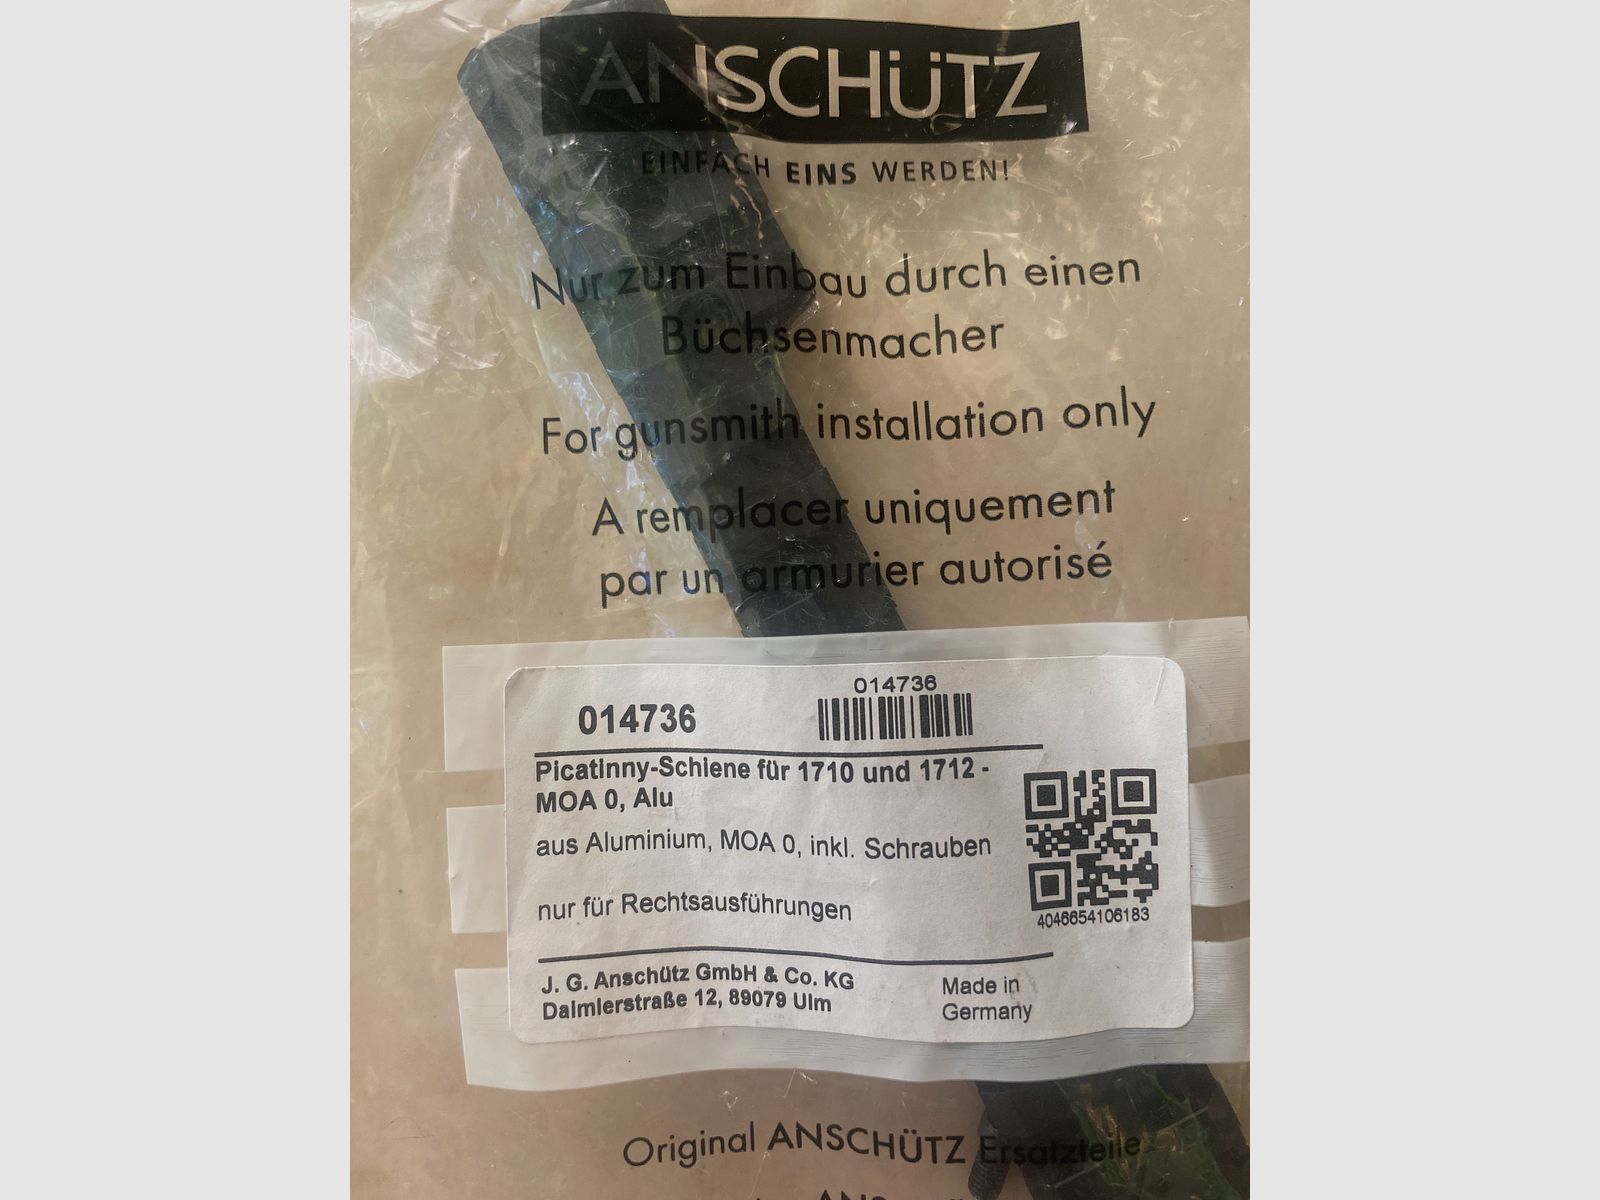 ANSCHÜTZ
EINFACH EINS WERDEN!
Nur zum Einbau durch einen
Büchsenmacher
For gunsmith installation only
A remplacer uniquement
par un armurier autorisé
014736
014736
Picatinny-Schiene für 1710 und 1712 -
MOA 0, Alu
aus Aluminium, MOA 0, inkl. Schrauben
nur für Rechtsausführungen
4046654106183
J. G. Anschütz GmbH & Co. KG
Daimlerstraße 12, 89079 Ulm
Made in
Germany
Original ANSCHÜTZ Ersatzteile